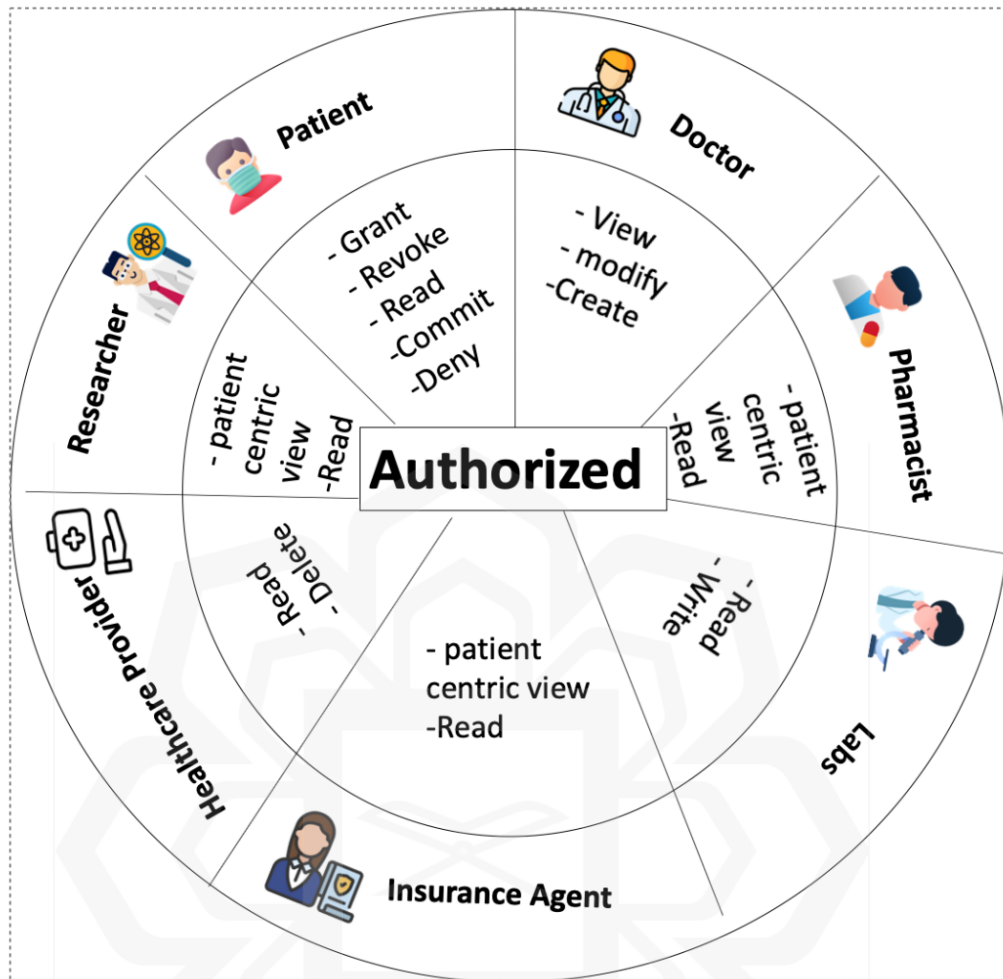 Patient
- Grant
- Revoke
- Read
-Commit
-Deny
Doctor
- View
- modify
-Create
Pharmacist
- patient
centric
view
-Read
Labs
- Read
- Write
Insurance Agent
- patient
centric view
-Read
Healthcare Provider
- Read
- Delete
Researcher
- patient
centric
view
-Read
Authorized